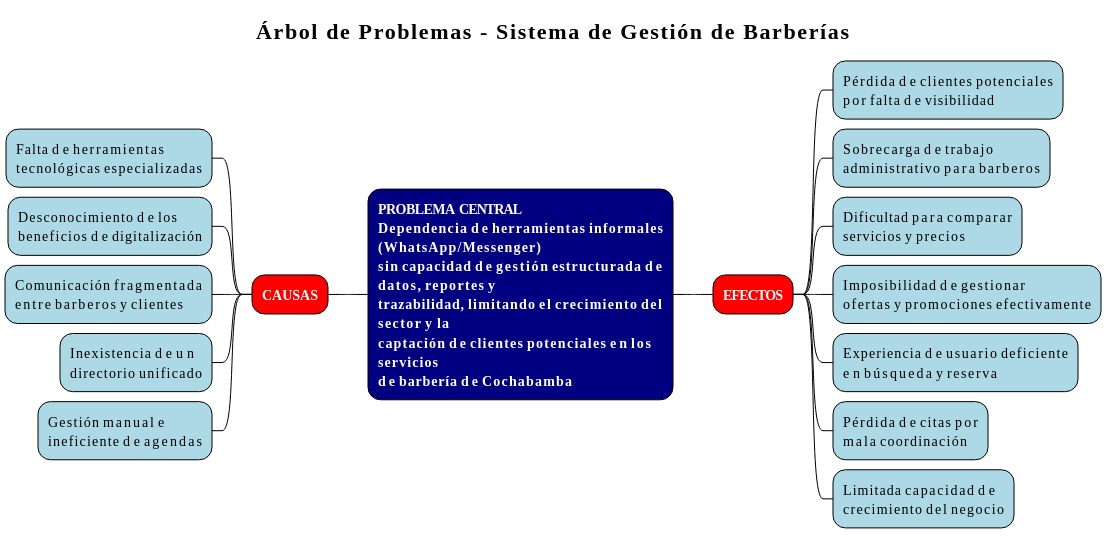 Árbol de Problemas - Sistema de Gestión de Barberías
Falta de herramientas
tecnológicas especializadas
Desconocimiento de los
beneficios de digitalización
Comunicación fragmentada
entre barberos y clientes
Inexistencia de un
directorio unificado
Gestión manual e
ineficiente de agendas
CAUSAS
PROBLEMA CENTRAL
Dependencia de herramientas informales
(WhatsApp/Messenger)
sin capacidad de gestión estructurada de
datos, reportes y
trazabilidad, limitando el crecimiento del
sector y la
captación de clientes potenciales en los
servicios
de barbería de Cochabamba
EFECTOS
Pérdida de clientes potenciales
por falta de visibilidad
Sobrecarga de trabajo
administrativo para barberos
Dificultad para comparar
servicios y precios
Imposibilidad de gestionar
ofertas y promociones efectivamente
Experiencia de usuario deficiente
en búsqueda y reserva
Pérdida de citas por
mala coordinación
Limitada capacidad de
crecimiento del negocio